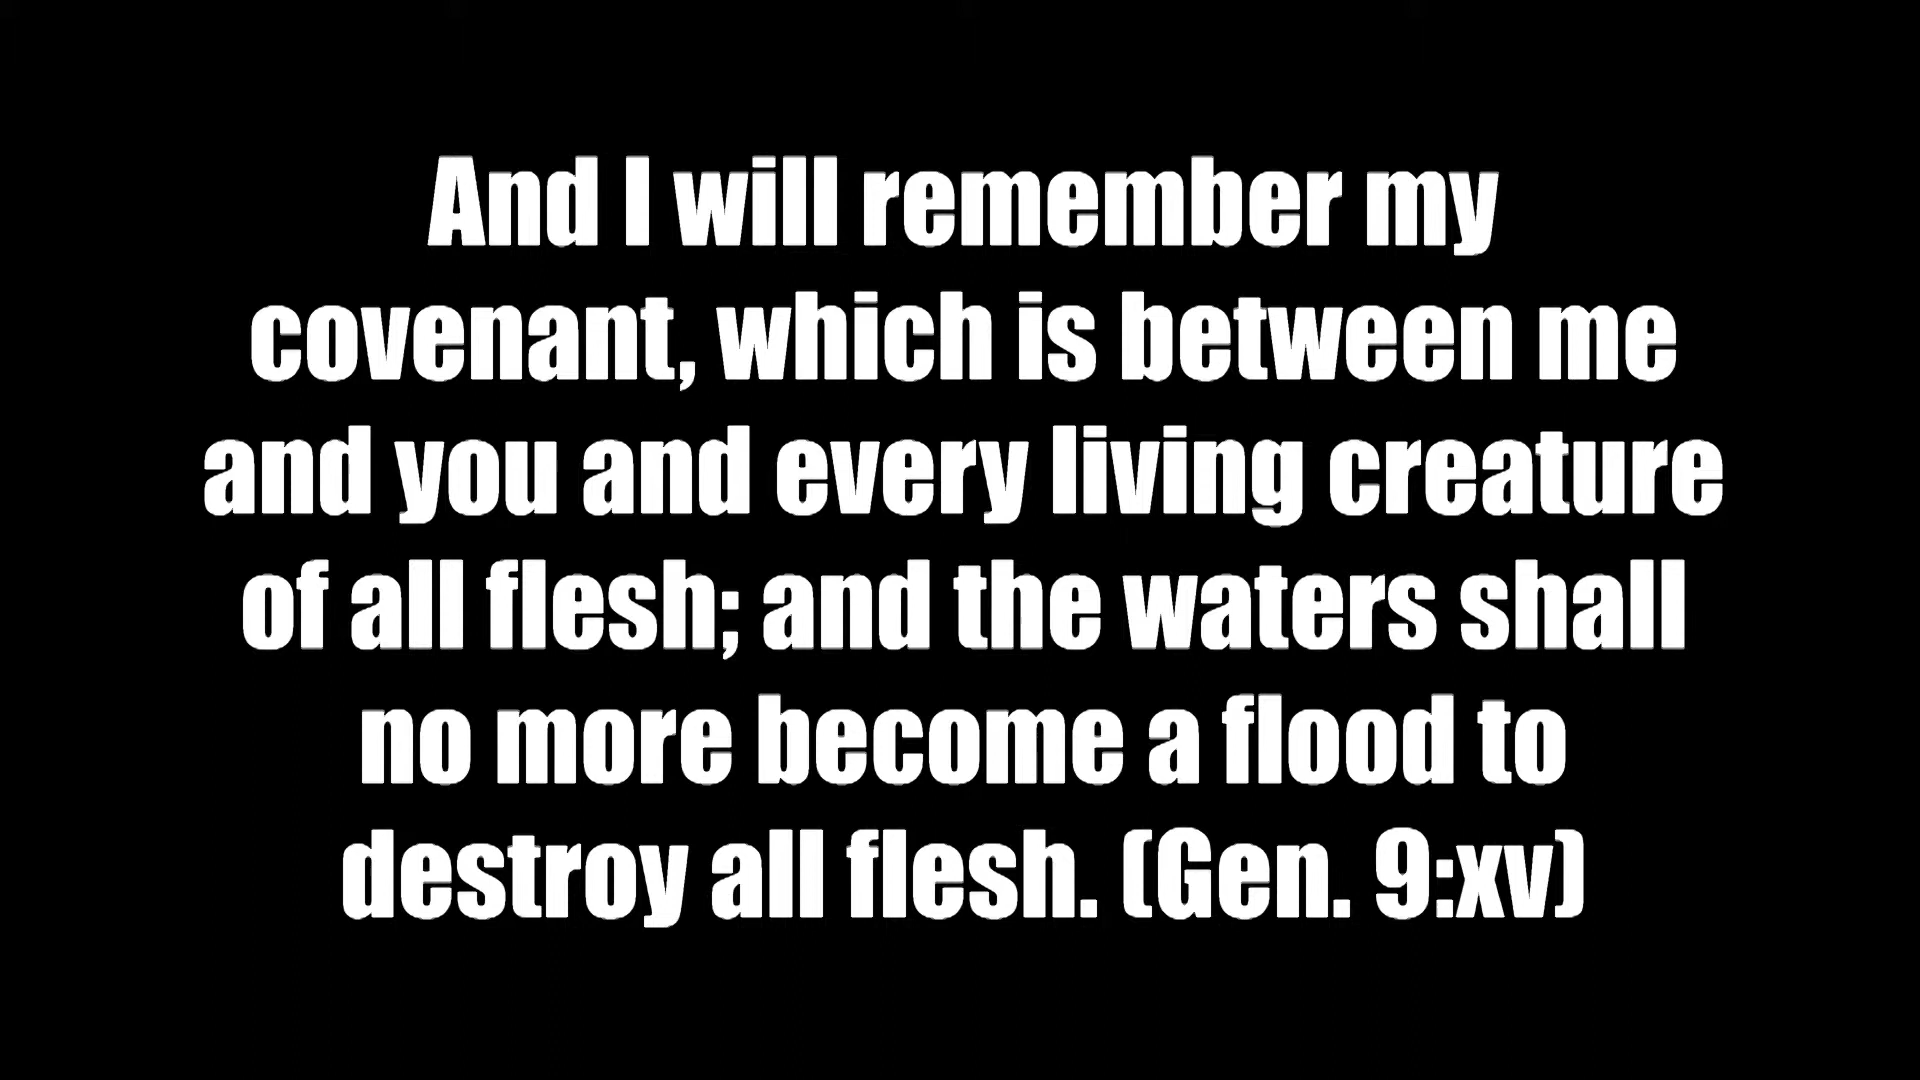 And I will remember my
covenant, which is between me
and you and every living creature
of all flesh; and the waters shall
no more become a flood to
destroy all flesh. (Gen. 9:xv)